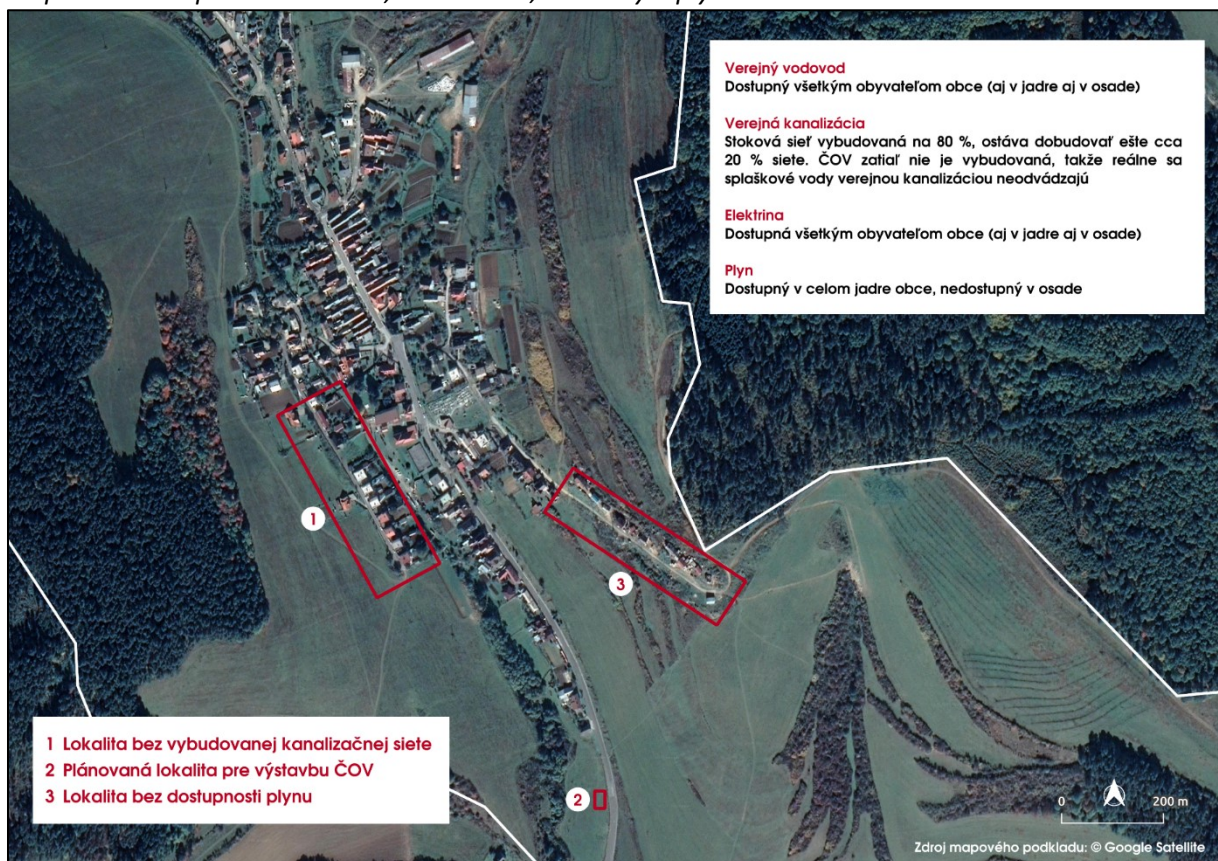 Verejný vodovod
Dostupný všetkým obyvateľom obce (aj v jadre aj v osade)
Verejná kanalizácia
Stoková sieť vybudovaná na 80 %, ostáva dobudovať ešte cca
20 % siete. ČOV zatiaľ nie je vybudovaná, takže reálne sa
splaškové vody verejnou kanalizáciou neodvádzajú
Elektrina
Dostupná všetkým obyvateľom obce (aj v jadre aj v osade)
Plyn
Dostupný v celom jadre obce, nedostupný v osade
1
3
2
1 Lokalita bez vybudovanej kanalizačnej siete
2 Plánovaná lokalita pre výstavbu ČOV
3 Lokalita bez dostupnosti plynu
0 200 m
Zdroj mapového podkladu: © Google Satellite